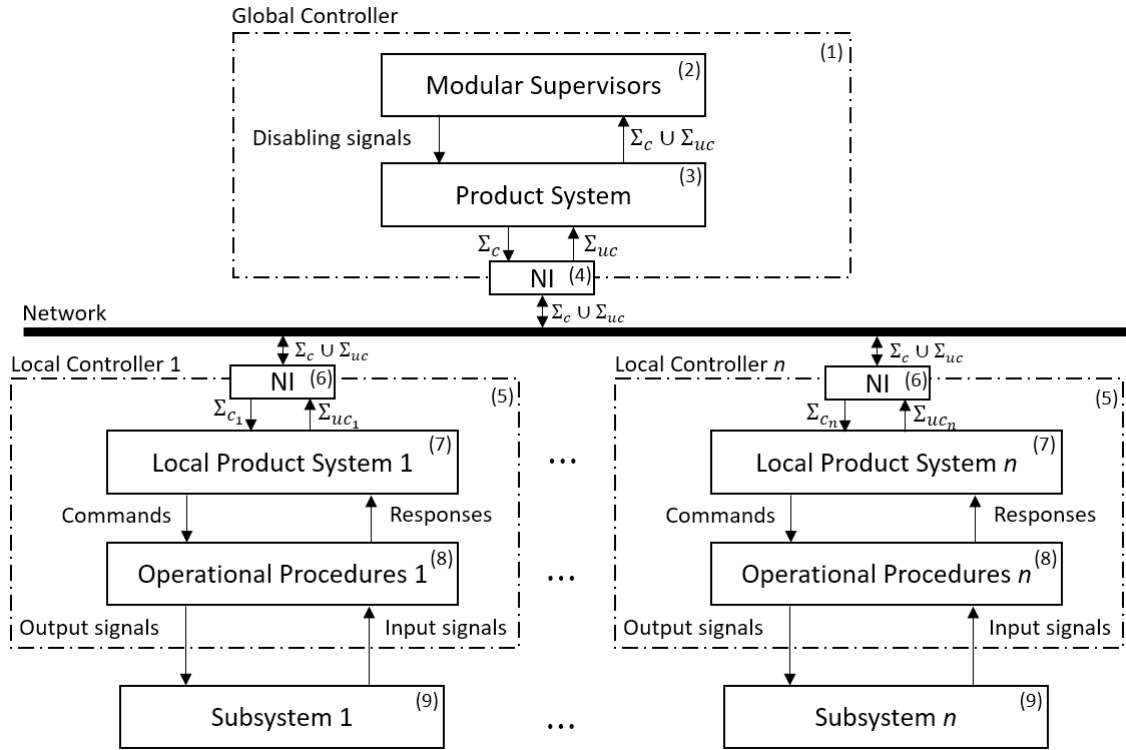 Global Controller
(1)
Modular Supervisors (2)
Disabling signals
Σc ∪ Σuc
Product System (3)
Σc
Σuc
NI (4)
Network
Σc ∪ Σuc
Local Controller 1
Σc ∪ Σuc
NI (6)
(5)
Σc1
Σuc1
Local Product System 1 (7)
Commands
Responses
Operational Procedures 1 (8)
Output signals
Input signals
Subsystem 1 (9)
...
...
...
Local Controller n
Σc ∪ Σuc
NI (6)
(5)
Σcn
Σucn
Local Product System n (7)
Commands
Responses
Operational Procedures n (8)
Output signals
Input signals
Subsystem n (9)